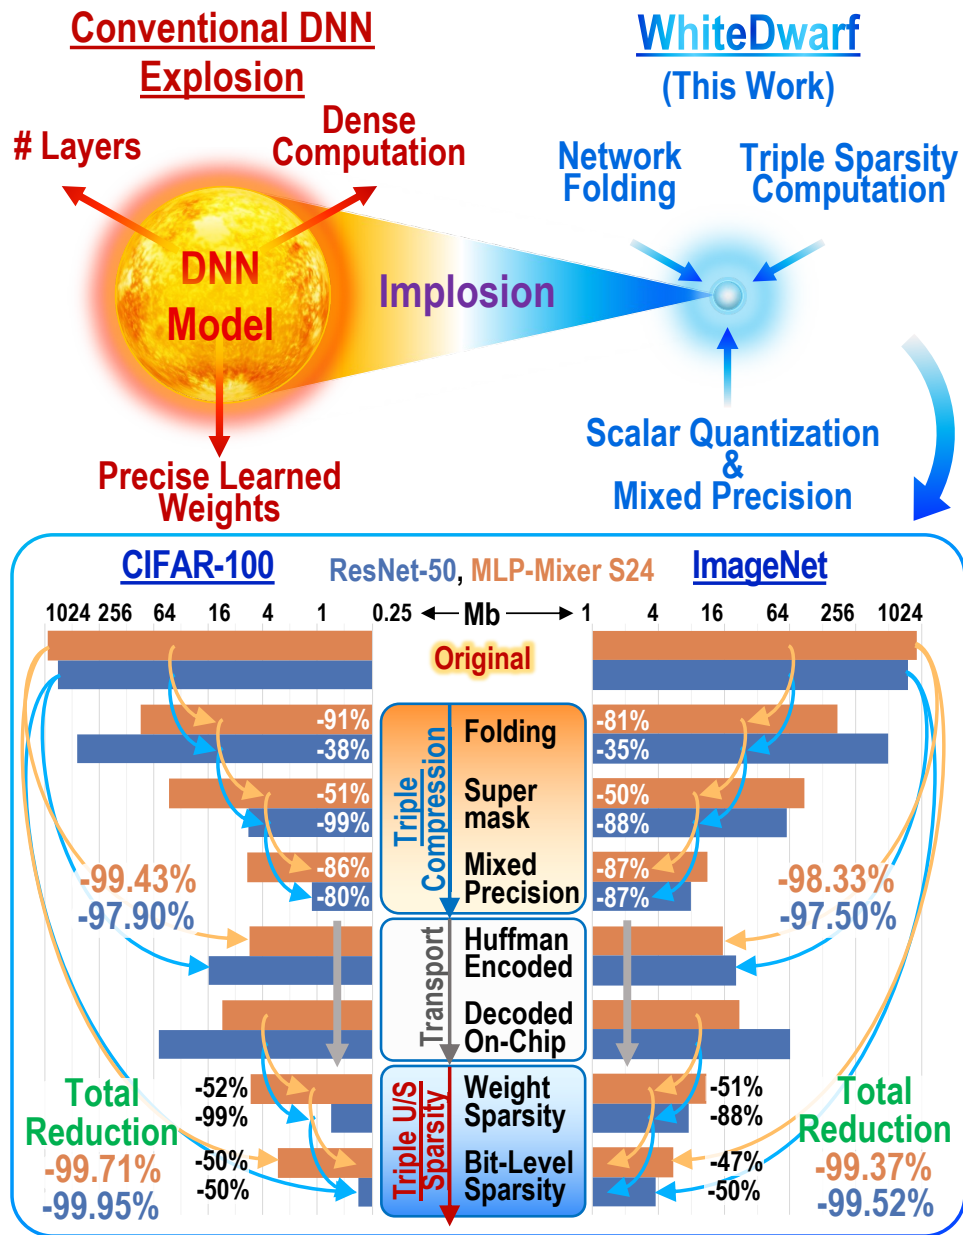 Conventional DNN
Explosion
WhiteDwarf
(This Work)
# Layers
Dense
Computation
Network
Folding
Triple Sparsity
Computation
DNN
Model
Implosion
Precise Learned
Weights
Scalar Quantization
&
Mixed Precision
CIFAR-100
ResNet-50, MLP-Mixer S24
ImageNet
1024 256 64 16 4 1 0.25
Mb
1 4 16 64 256 1024
Original
Triple
Compression
Folding
-91%
-38%
-81%
-35%
Super
mask
-51%
-99%
-50%
-88%
Mixed
Precision
-86%
-80%
-87%
-87%
-99.43%
-97.90%
-98.33%
-97.50%
Transport
Huffman
Encoded
Decoded
On-Chip
Triple U/S
Sparsity
Weight
Sparsity
-52%
-99%
-51%
-88%
Bit-Level
Sparsity
-50%
-50%
-47%
-50%
Total
Reduction
-99.71%
-99.95%
Total
Reduction
-99.37%
-99.52%